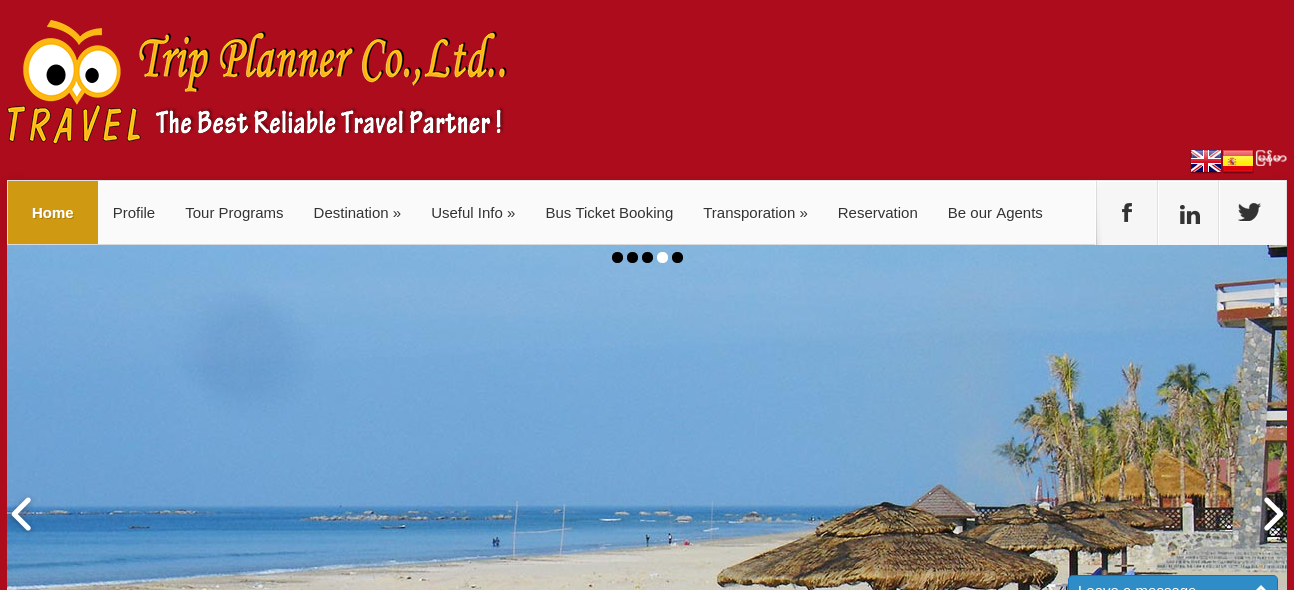 Trip Planner Co.,Ltd..
TRAVEL
The Best Reliable Travel Partner !
မြန်မာ
Home
Profile
Tour Programs
Destination »
Useful Info »
Bus Ticket Booking
Transporation »
Reservation
Be our Agents
Leave a message